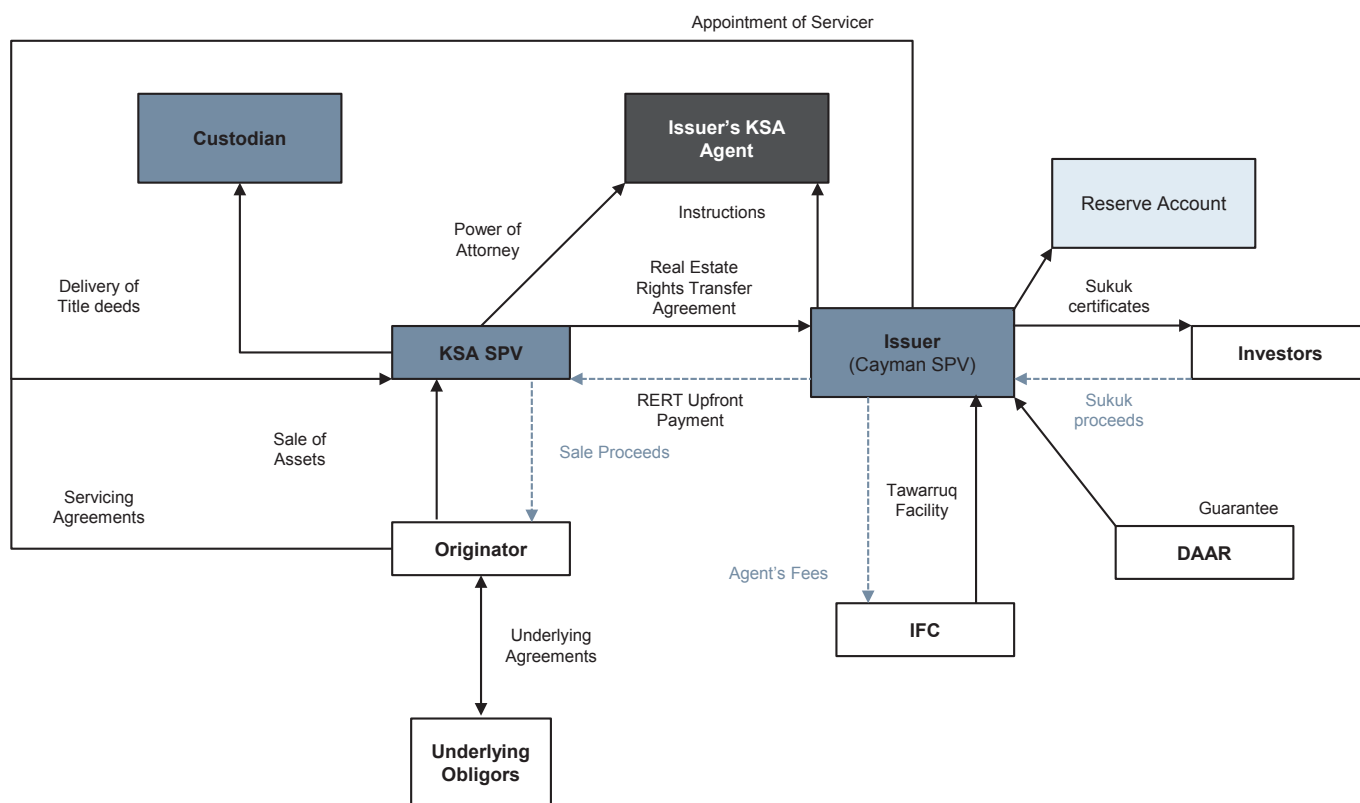 Appointment of Servicer
Custodian
Issuer’s KSA
Agent
Reserve Account
Instructions
Power of
Attorney
Delivery of
Title deeds
Real Estate
Rights Transfer
Agreement
Sukuk
certificates
KSA SPV
Issuer
(Cayman SPV)
Investors
RERT Upfront
Payment
Sukuk
proceeds
Sale of
Assets
Sale Proceeds
Servicing
Agreements
Tawarruq
Facility
Guarantee
Originator
DAAR
Agent’s Fees
IFC
Underlying
Agreements
Underlying
Obligors